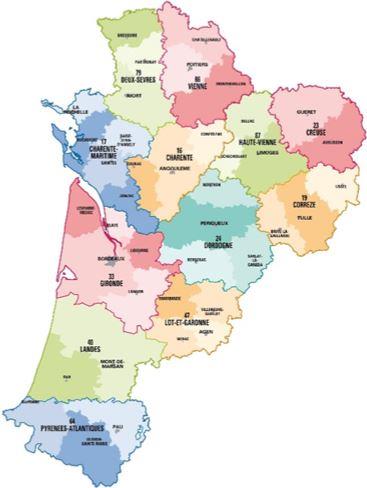 BRESSUIRE
CHATELLERAULT
PARTHENAY
79
DEUX-SEVRES
POITIERS
86
VIENNE
MONTMORILLON
NIORT
LA
ROCHELLE
ROCHEFORT
17
CHARENTE-
MARITIME
SAINT-
JEAN
D'ANGELY
SAINTES
COGNAC
JONZAC
CONFOLENS
16
CHARENTE
ANGOULEME
BELLAC
87
HAUTE-VIENNE
ROCHECHOUART
LIMOGES
GUERET
23
CREUSE
AUBUSSON
USSEL
19
CORREZE
TULLE
BRIVE LA
GAILLARDE
NONTRON
PERIGUEUX
24
DORDOGNE
BERGERAC
SARLAT-
LA-
CANEDA
LESPARRE
MEDOC
BLAYE
LIBOURNE
BORDEAUX
33
GIRONDE
LANGON
MARMANDE
VILLENEUVE-
SUR-LOT
47
LOT-ET-GARONNE
AGEN
NERAC
40
LANDES
MONT-DE-
MARSAN
DAX
BAYONNE
64
PYRENEES-ATLANTIQUES
PAU
OLORON
SAINTE-MARIE